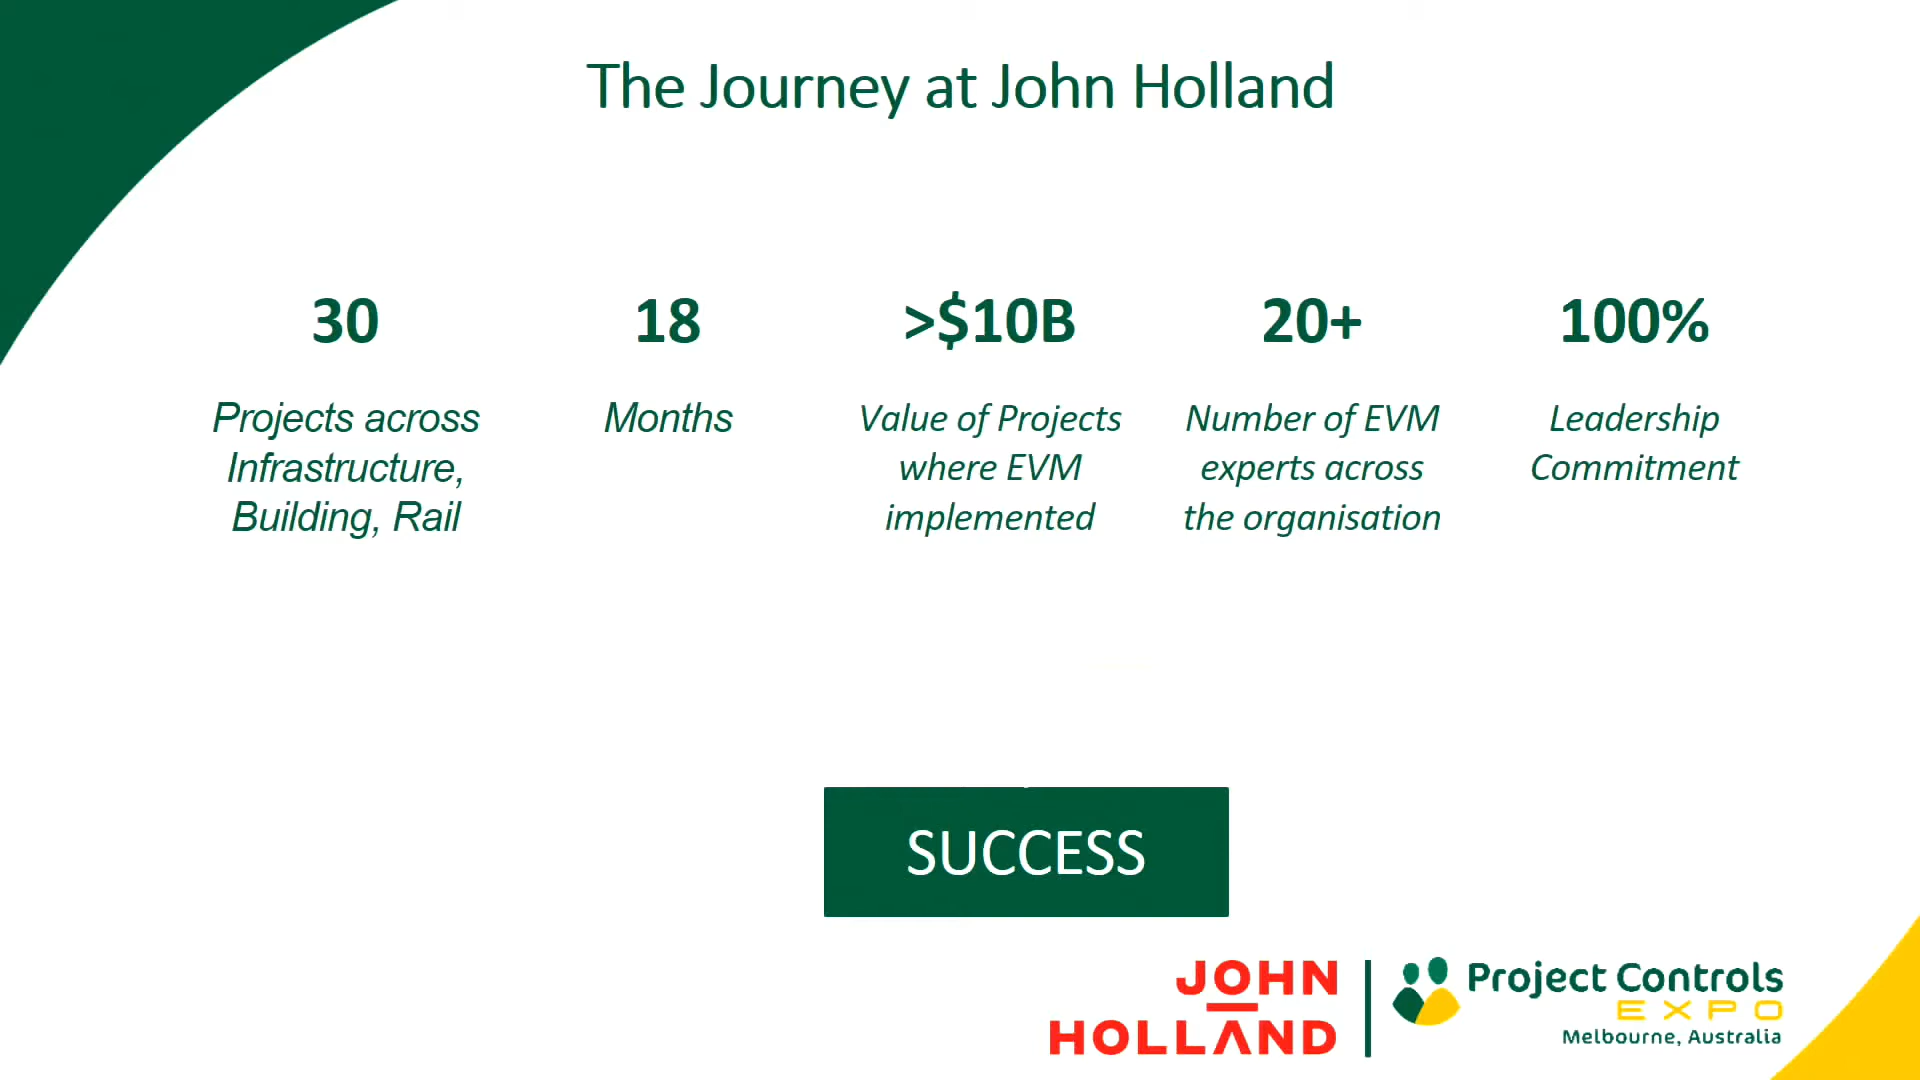 The Journey at John Holland
30
Projects across
Infrastructure,
Building, Rail
18
Months
>$10B
Value of Projects
where EVM
implemented
20+
Number of EVM
experts across
the organisation
100%
Leadership
Commitment
SUCCESS
JOHN
HOLLAND
Project Controls
EXPO
Melbourne, Australia